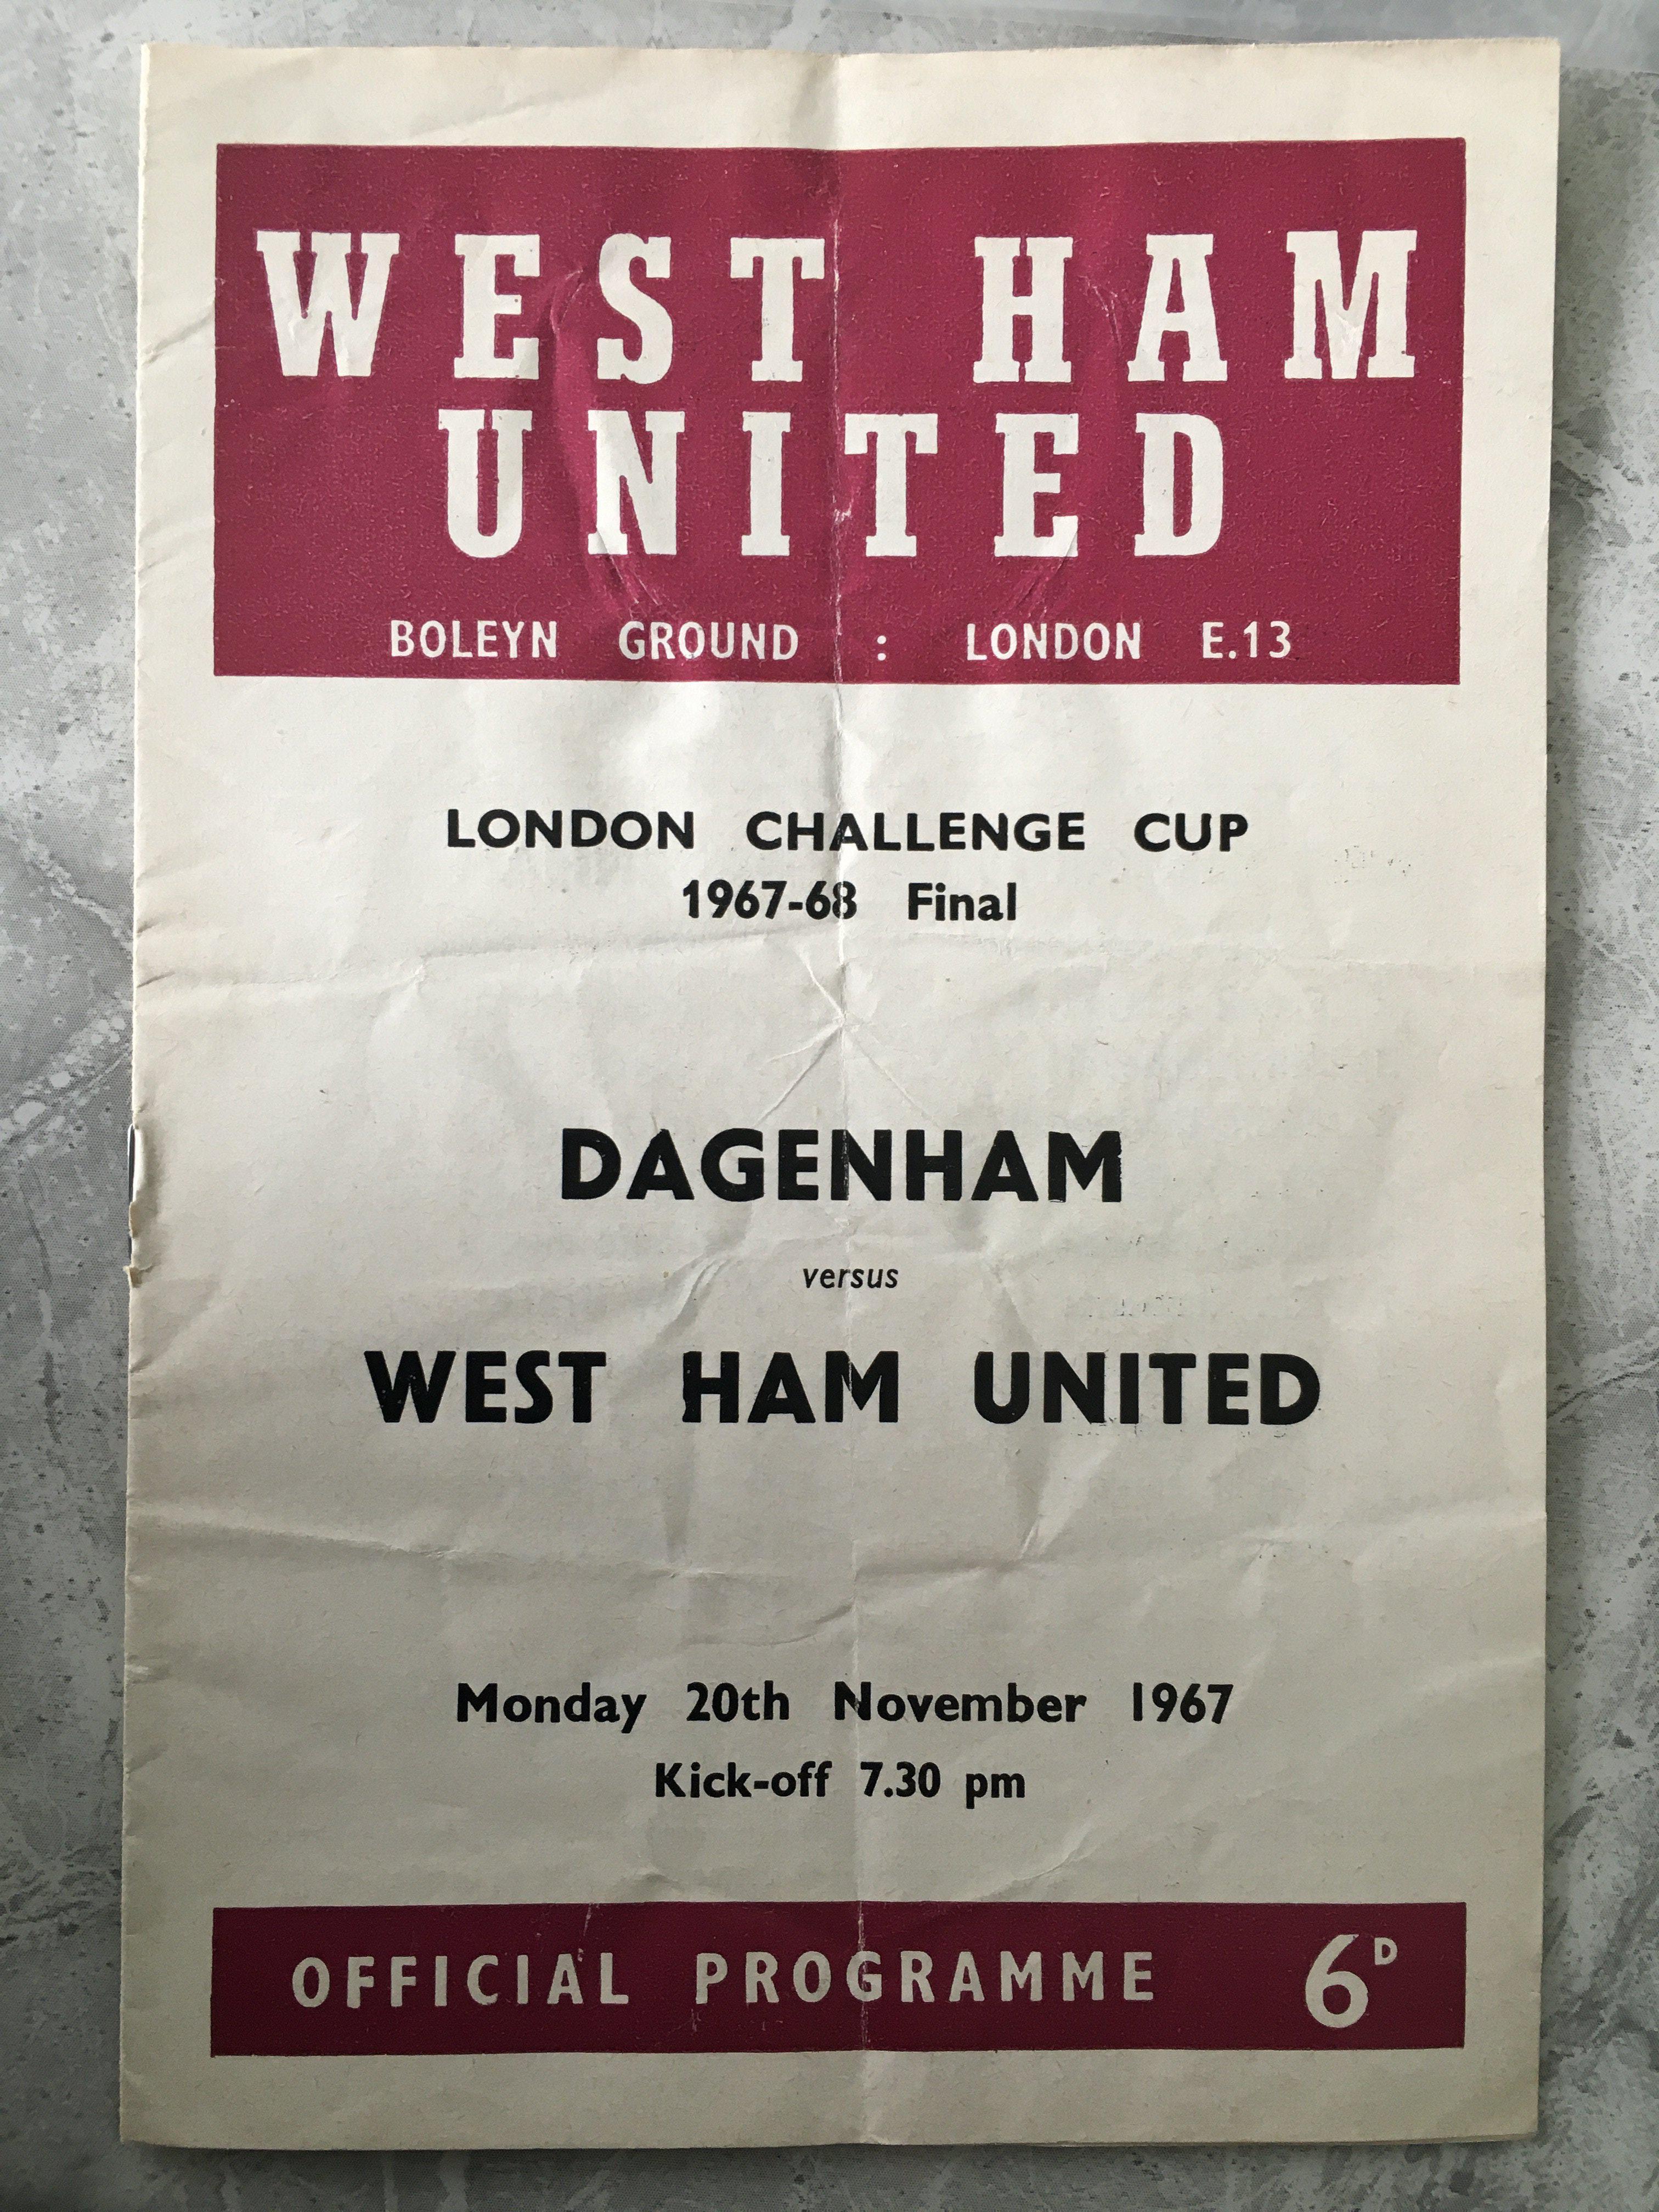 WEST HAM
UNITED
BOLEYN GROUND : LONDON E.13
LONDON CHALLENGE CUP
1967-68 Final
DAGENHAM
versus
WEST HAM UNITED
Monday 20th November 1967
Kick-off 7.30 pm
OFFICIAL PROGRAMME 6D